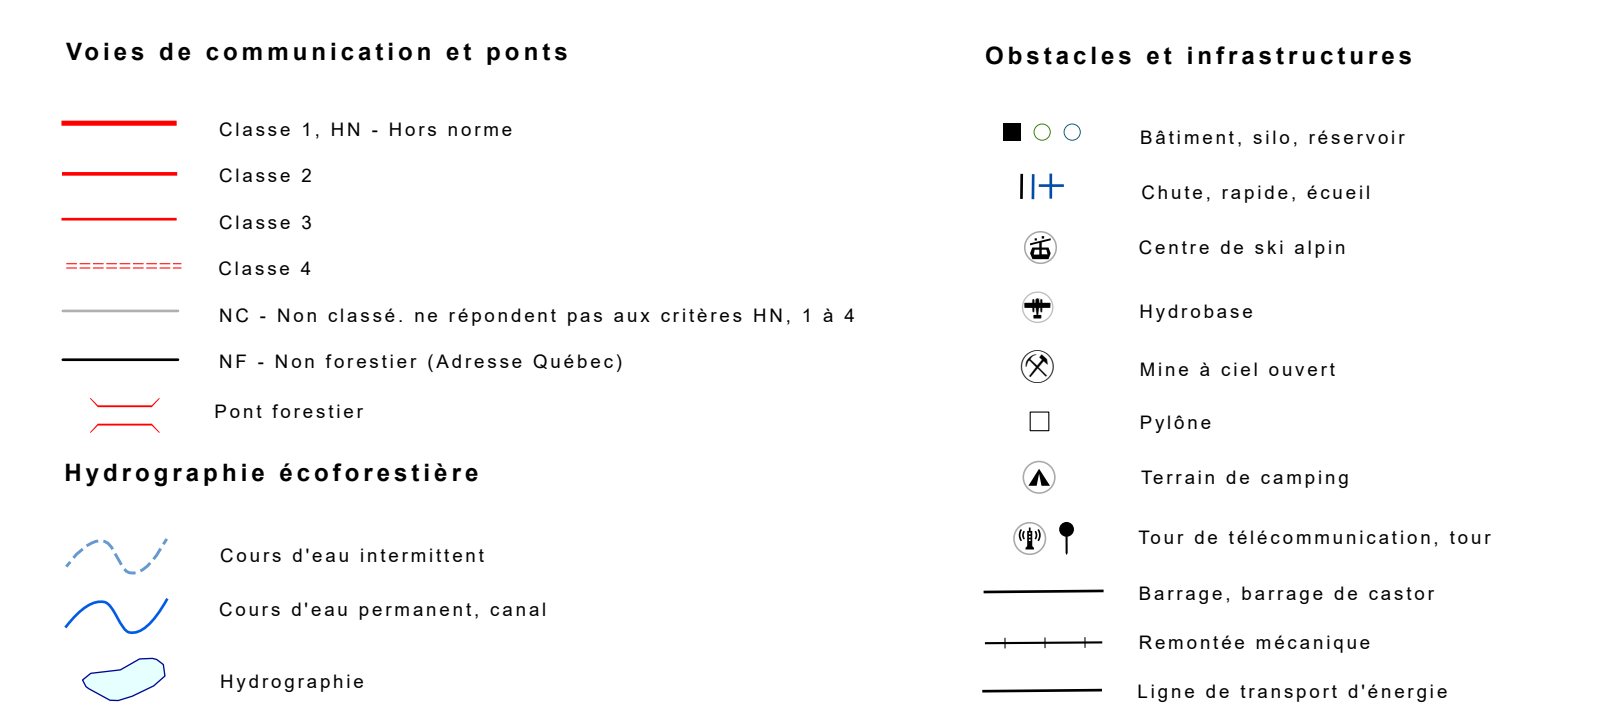 Voies de communication et ponts
Classe 1, HN - Hors norme
Classe 2
Classe 3
Classe 4
NC - Non classé. ne répondent pas aux critères HN, 1 à 4
NF - Non forestier (Adresse Québec)
Pont forestier
Hydrographie écoforestière
Cours d'eau intermittent
Cours d'eau permanent, canal
Hydrographie
Obstacles et infrastructures
Bâtiment, silo, réservoir
Chute, rapide, écueil
Centre de ski alpin
Hydrobase
Mine à ciel ouvert
Pylône
Terrain de camping
Tour de télécommunication, tour
Barrage, barrage de castor
Remontée mécanique
Ligne de transport d'énergie